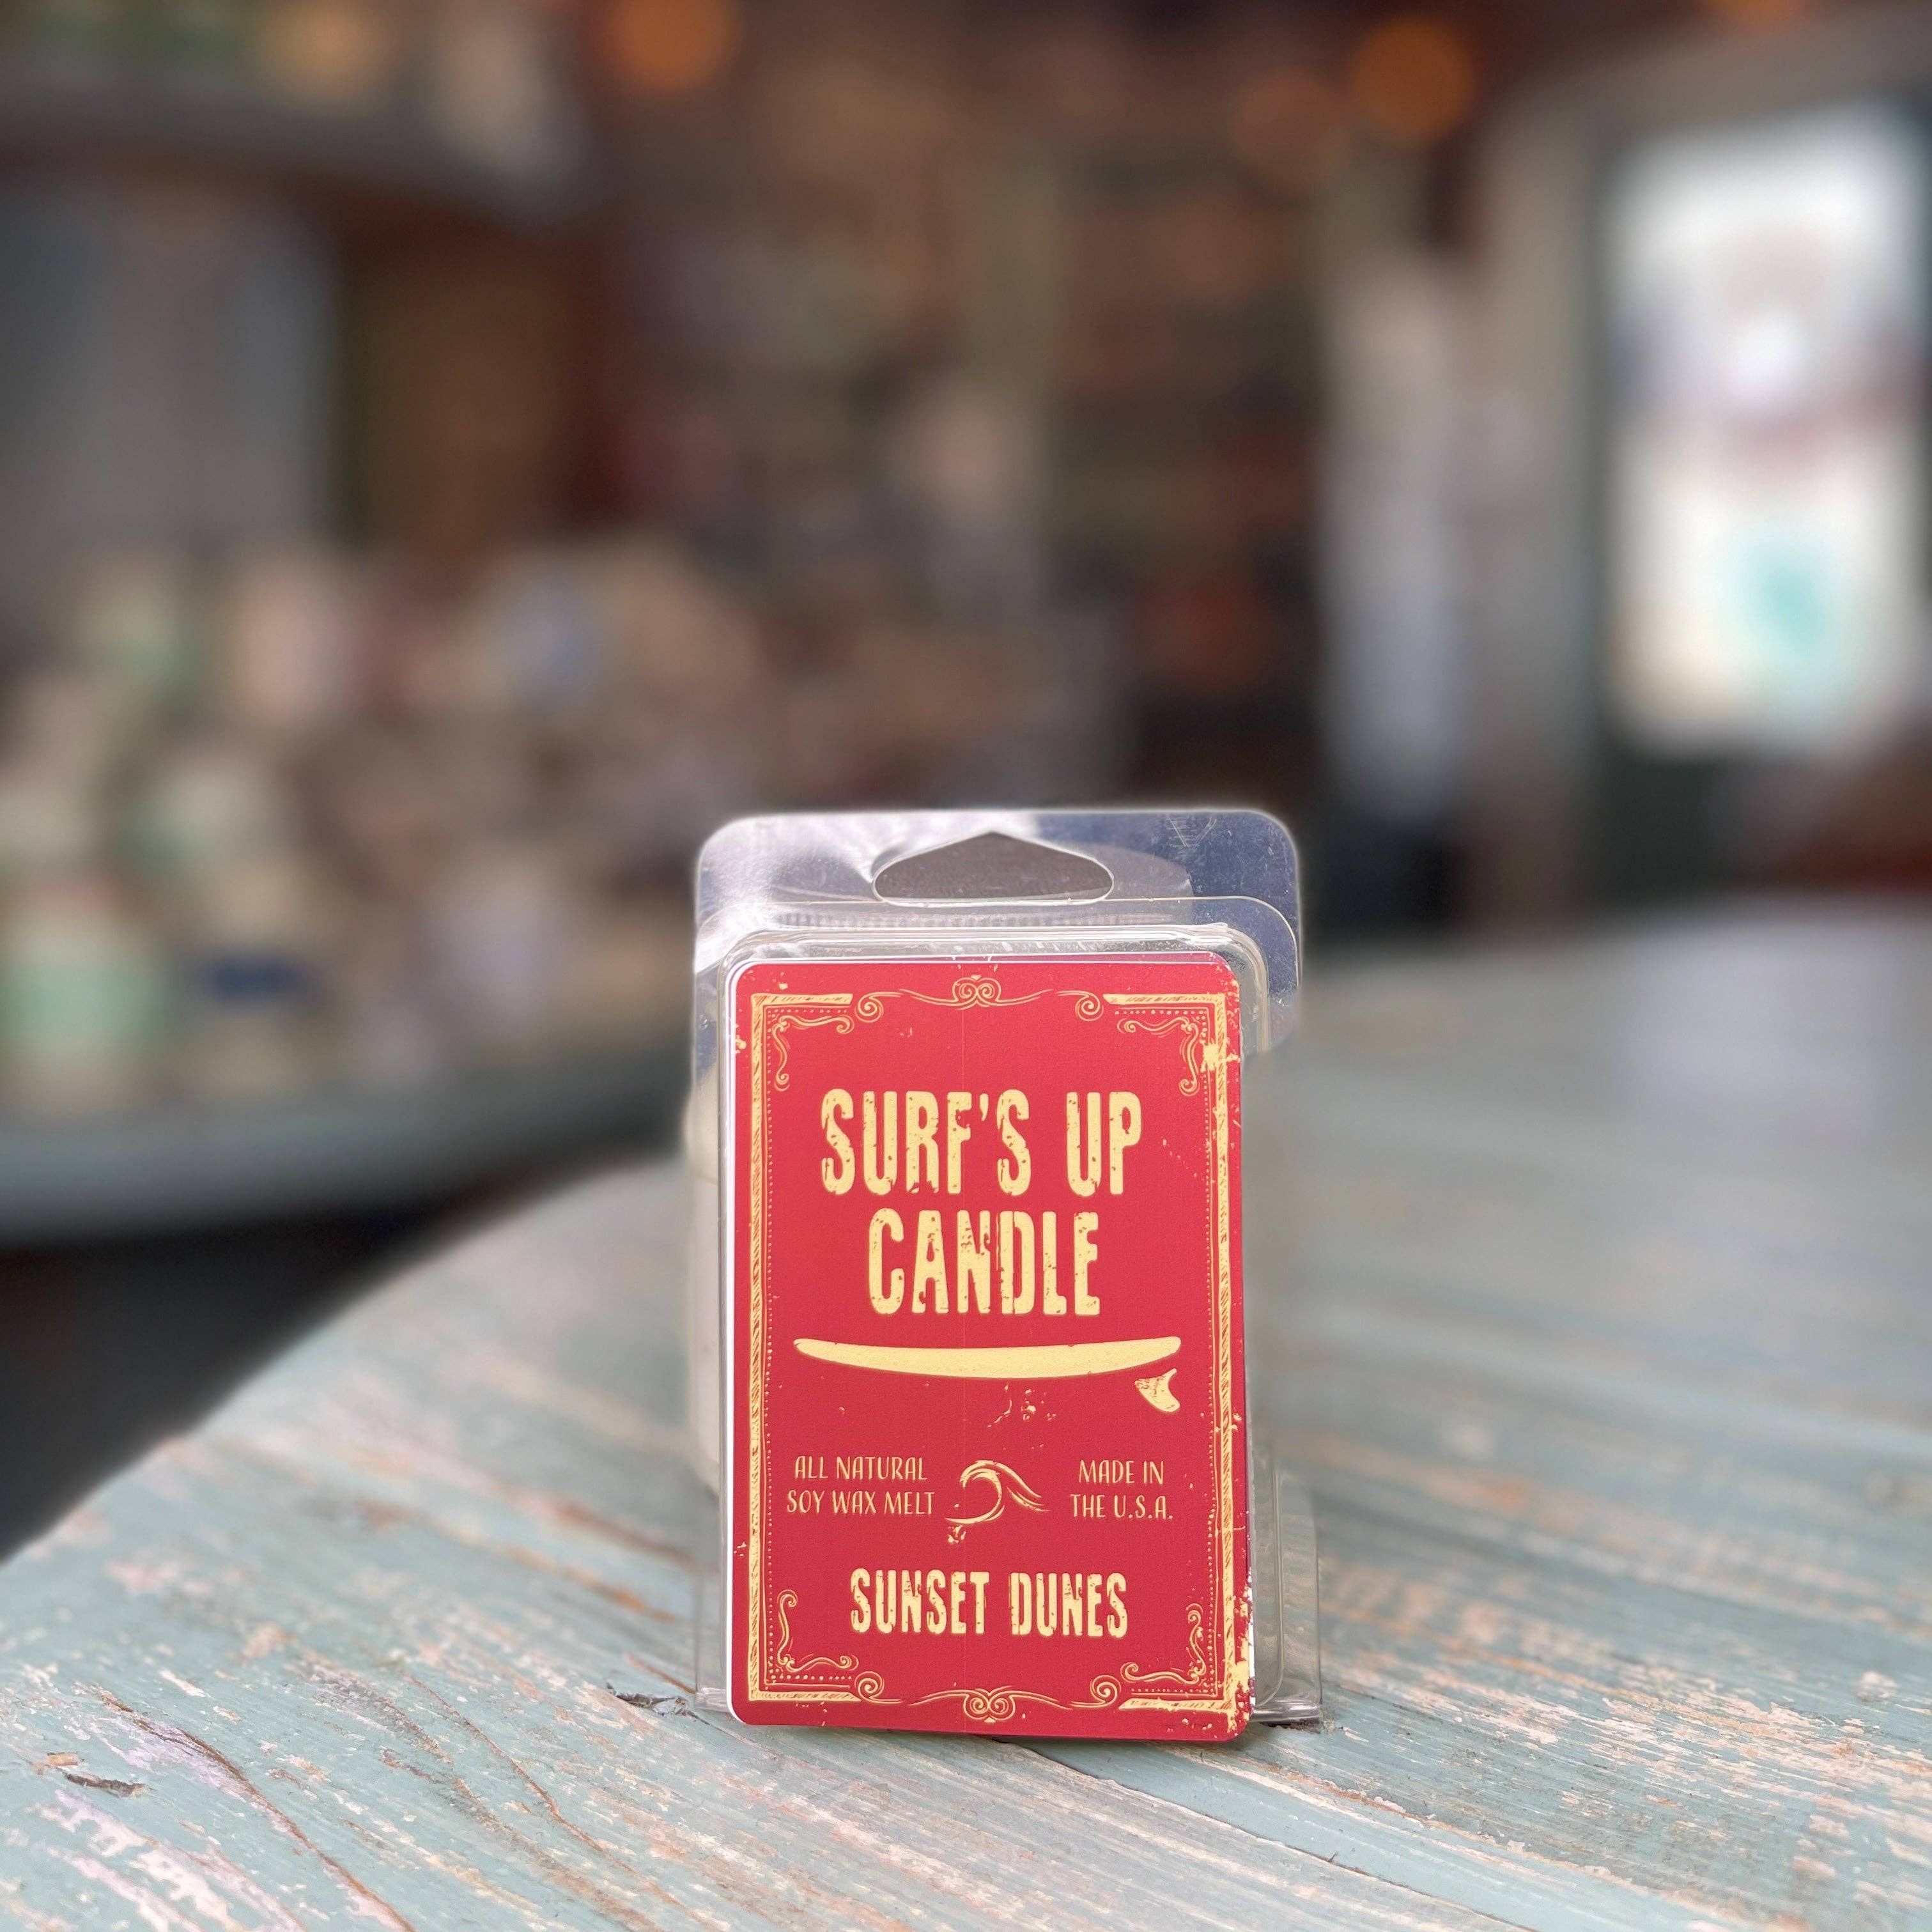 SURF'S UP
CANDLE
ALL NATURAL
SOY WAX MELT
MADE IN
THE U.S.A.
SUNSET DUNES